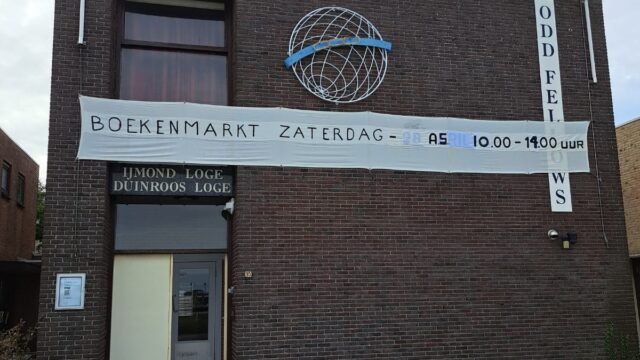 ODD FELLOWS
BOEKENMARKT ZATERDAG - 10.00 - 14.00 UUR
IJMOND LOGE
DUINROOS LOGE